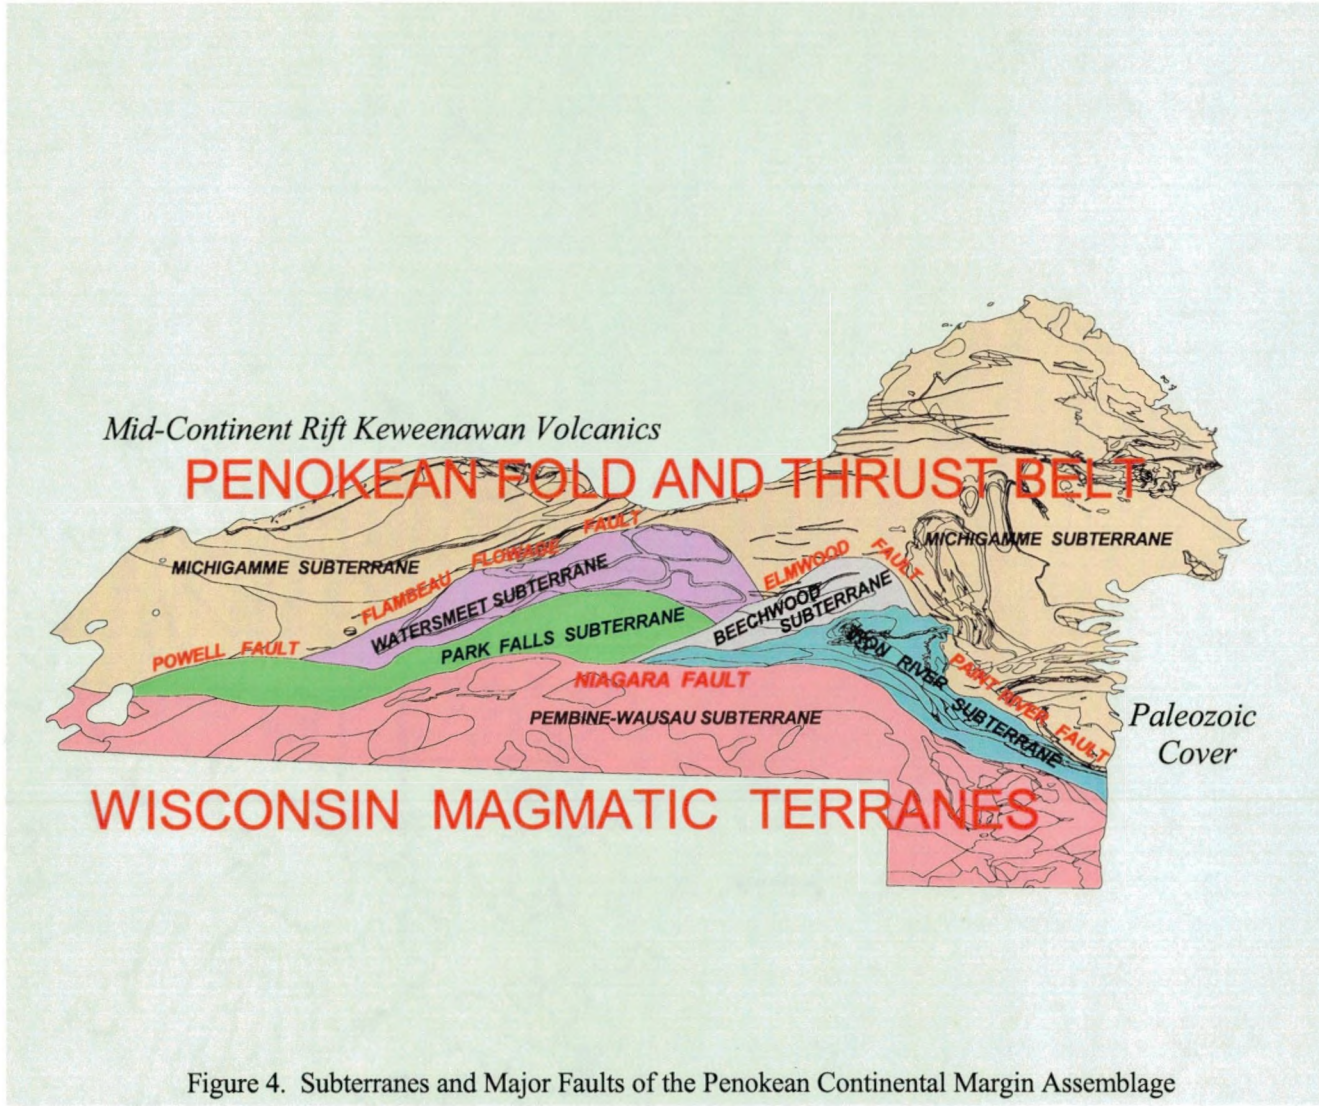 Mid-Continent Rift Keweenawan Volcanics
PENOKEAN FOLD AND THRUST BELT
FLAMBEAU FLOWAGE FAULT
MICHIGAMME SUBTERRANE
MICHIGAMME SUBTERRANE
ELMWOOD FAULT
WATERSMEET SUBTERRANE
BEECHWOOD
SUBTERRANE
POWELL FAULT
PARK FALLS SUBTERRANE
IRON RIVER SUBTERRANE
PAINT RIVER FAULT
NIAGARA FAULT
PEMBINE-WAUSAU SUBTERRANE
Paleozoic
Cover
WISCONSIN MAGMATIC TERRANES
Figure 4. Subterranes and Major Faults of the Penokean Continental Margin Assemblage